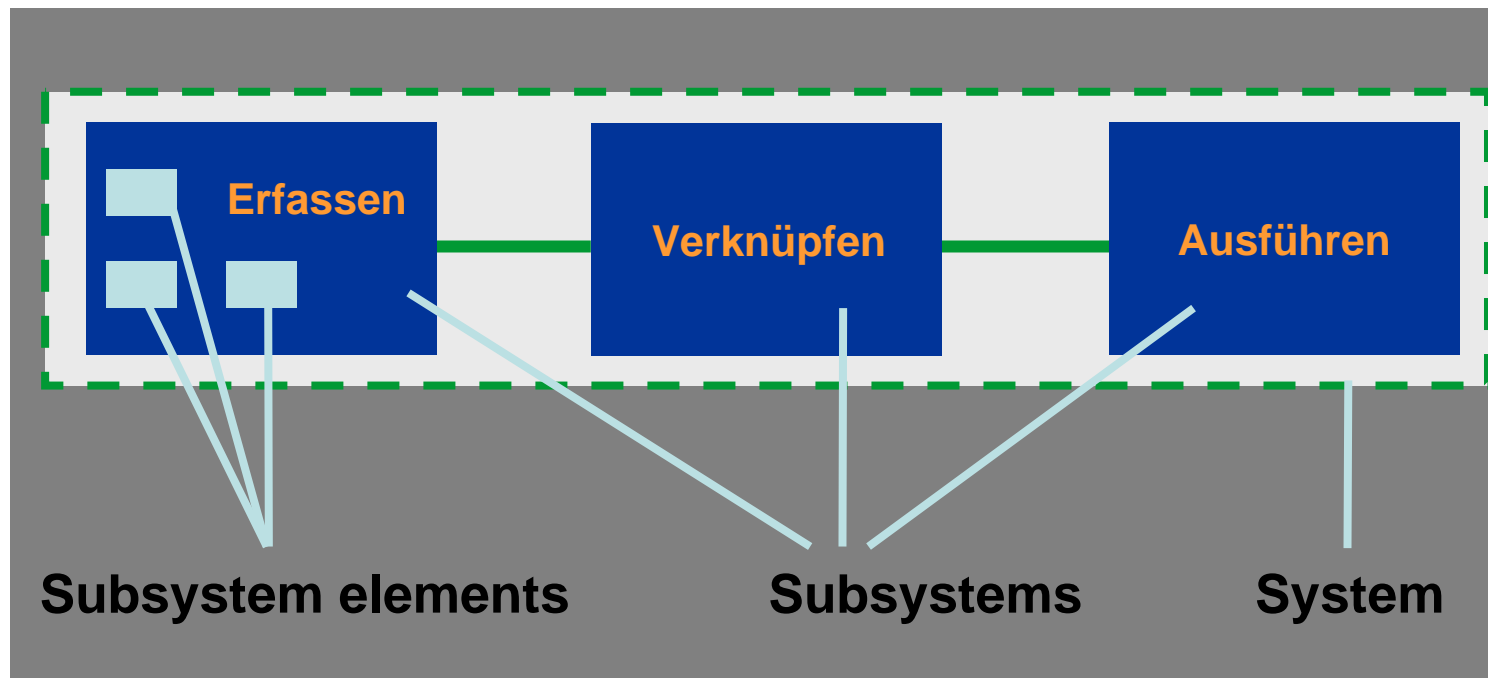 Erfassen
Verknüpfen
Ausführen
Subsystem elements
Subsystems
System